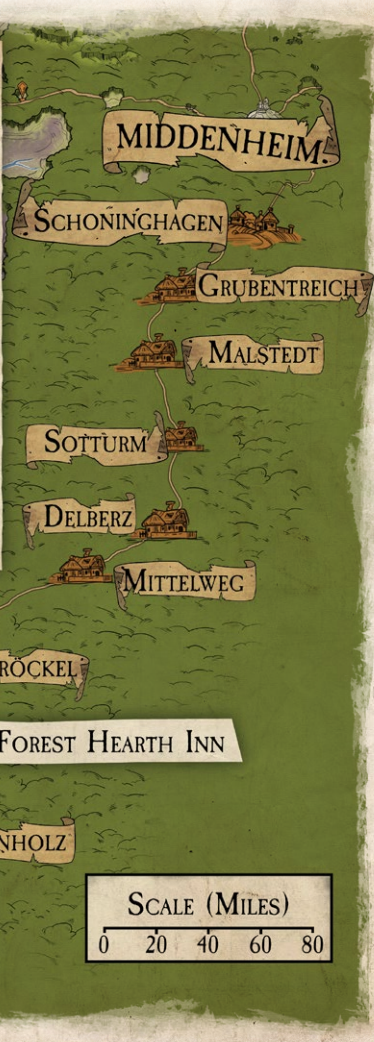 MIDDENHEIM
SCHONINGHAGEN
GRUBENTREICH
MALSTEDT
SOTTURM
DELBERZ
MITTELWEG
RÖCKEL
FOREST HEARTH INN
NHOLZ
SCALE (MILES)
0 20 40 60 80